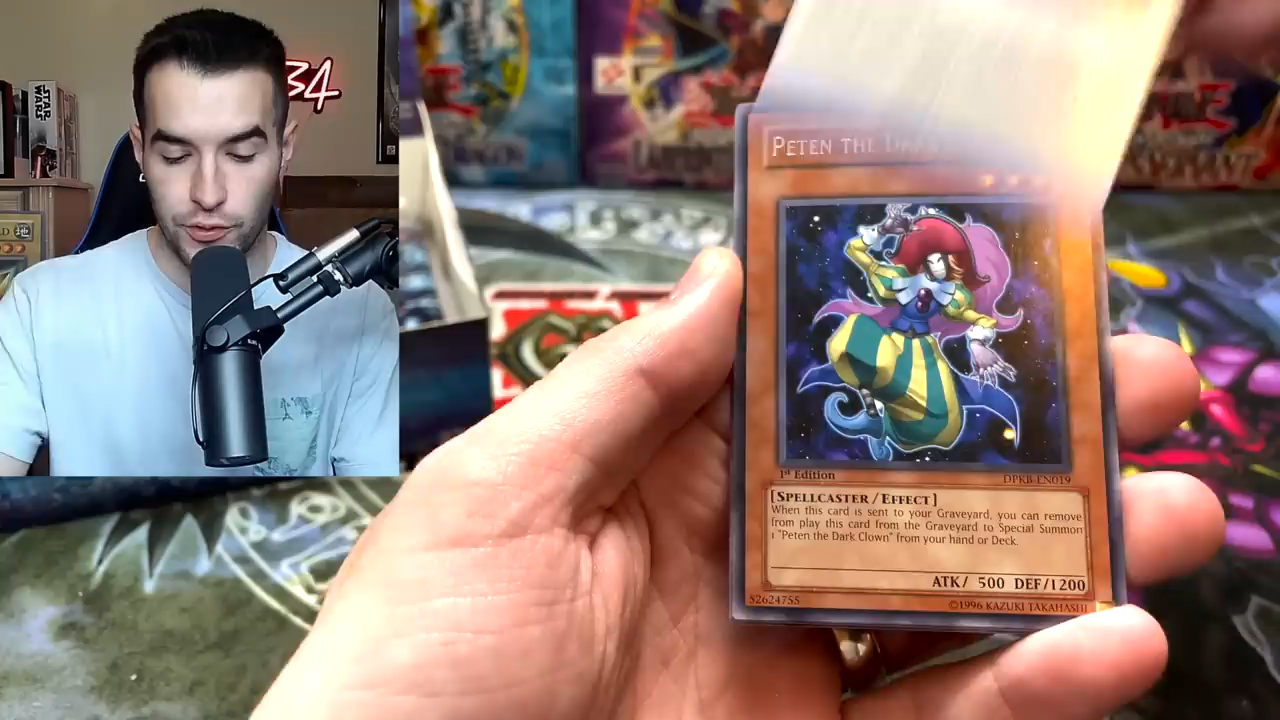 34
STAR
WARS
PETEN THE DARK
1st Edition
DPKB-EN019
[SPELLCASTER/EFFECT]
When this card is sent to your Graveyard, you can remove
from play this card from the Graveyard to Special Summon
1 "Peten the Dark Clown" from your hand or Deck.
ATK/ 500 DEF/1200
52624755
©1996 KAZUKI TAKAHASHI